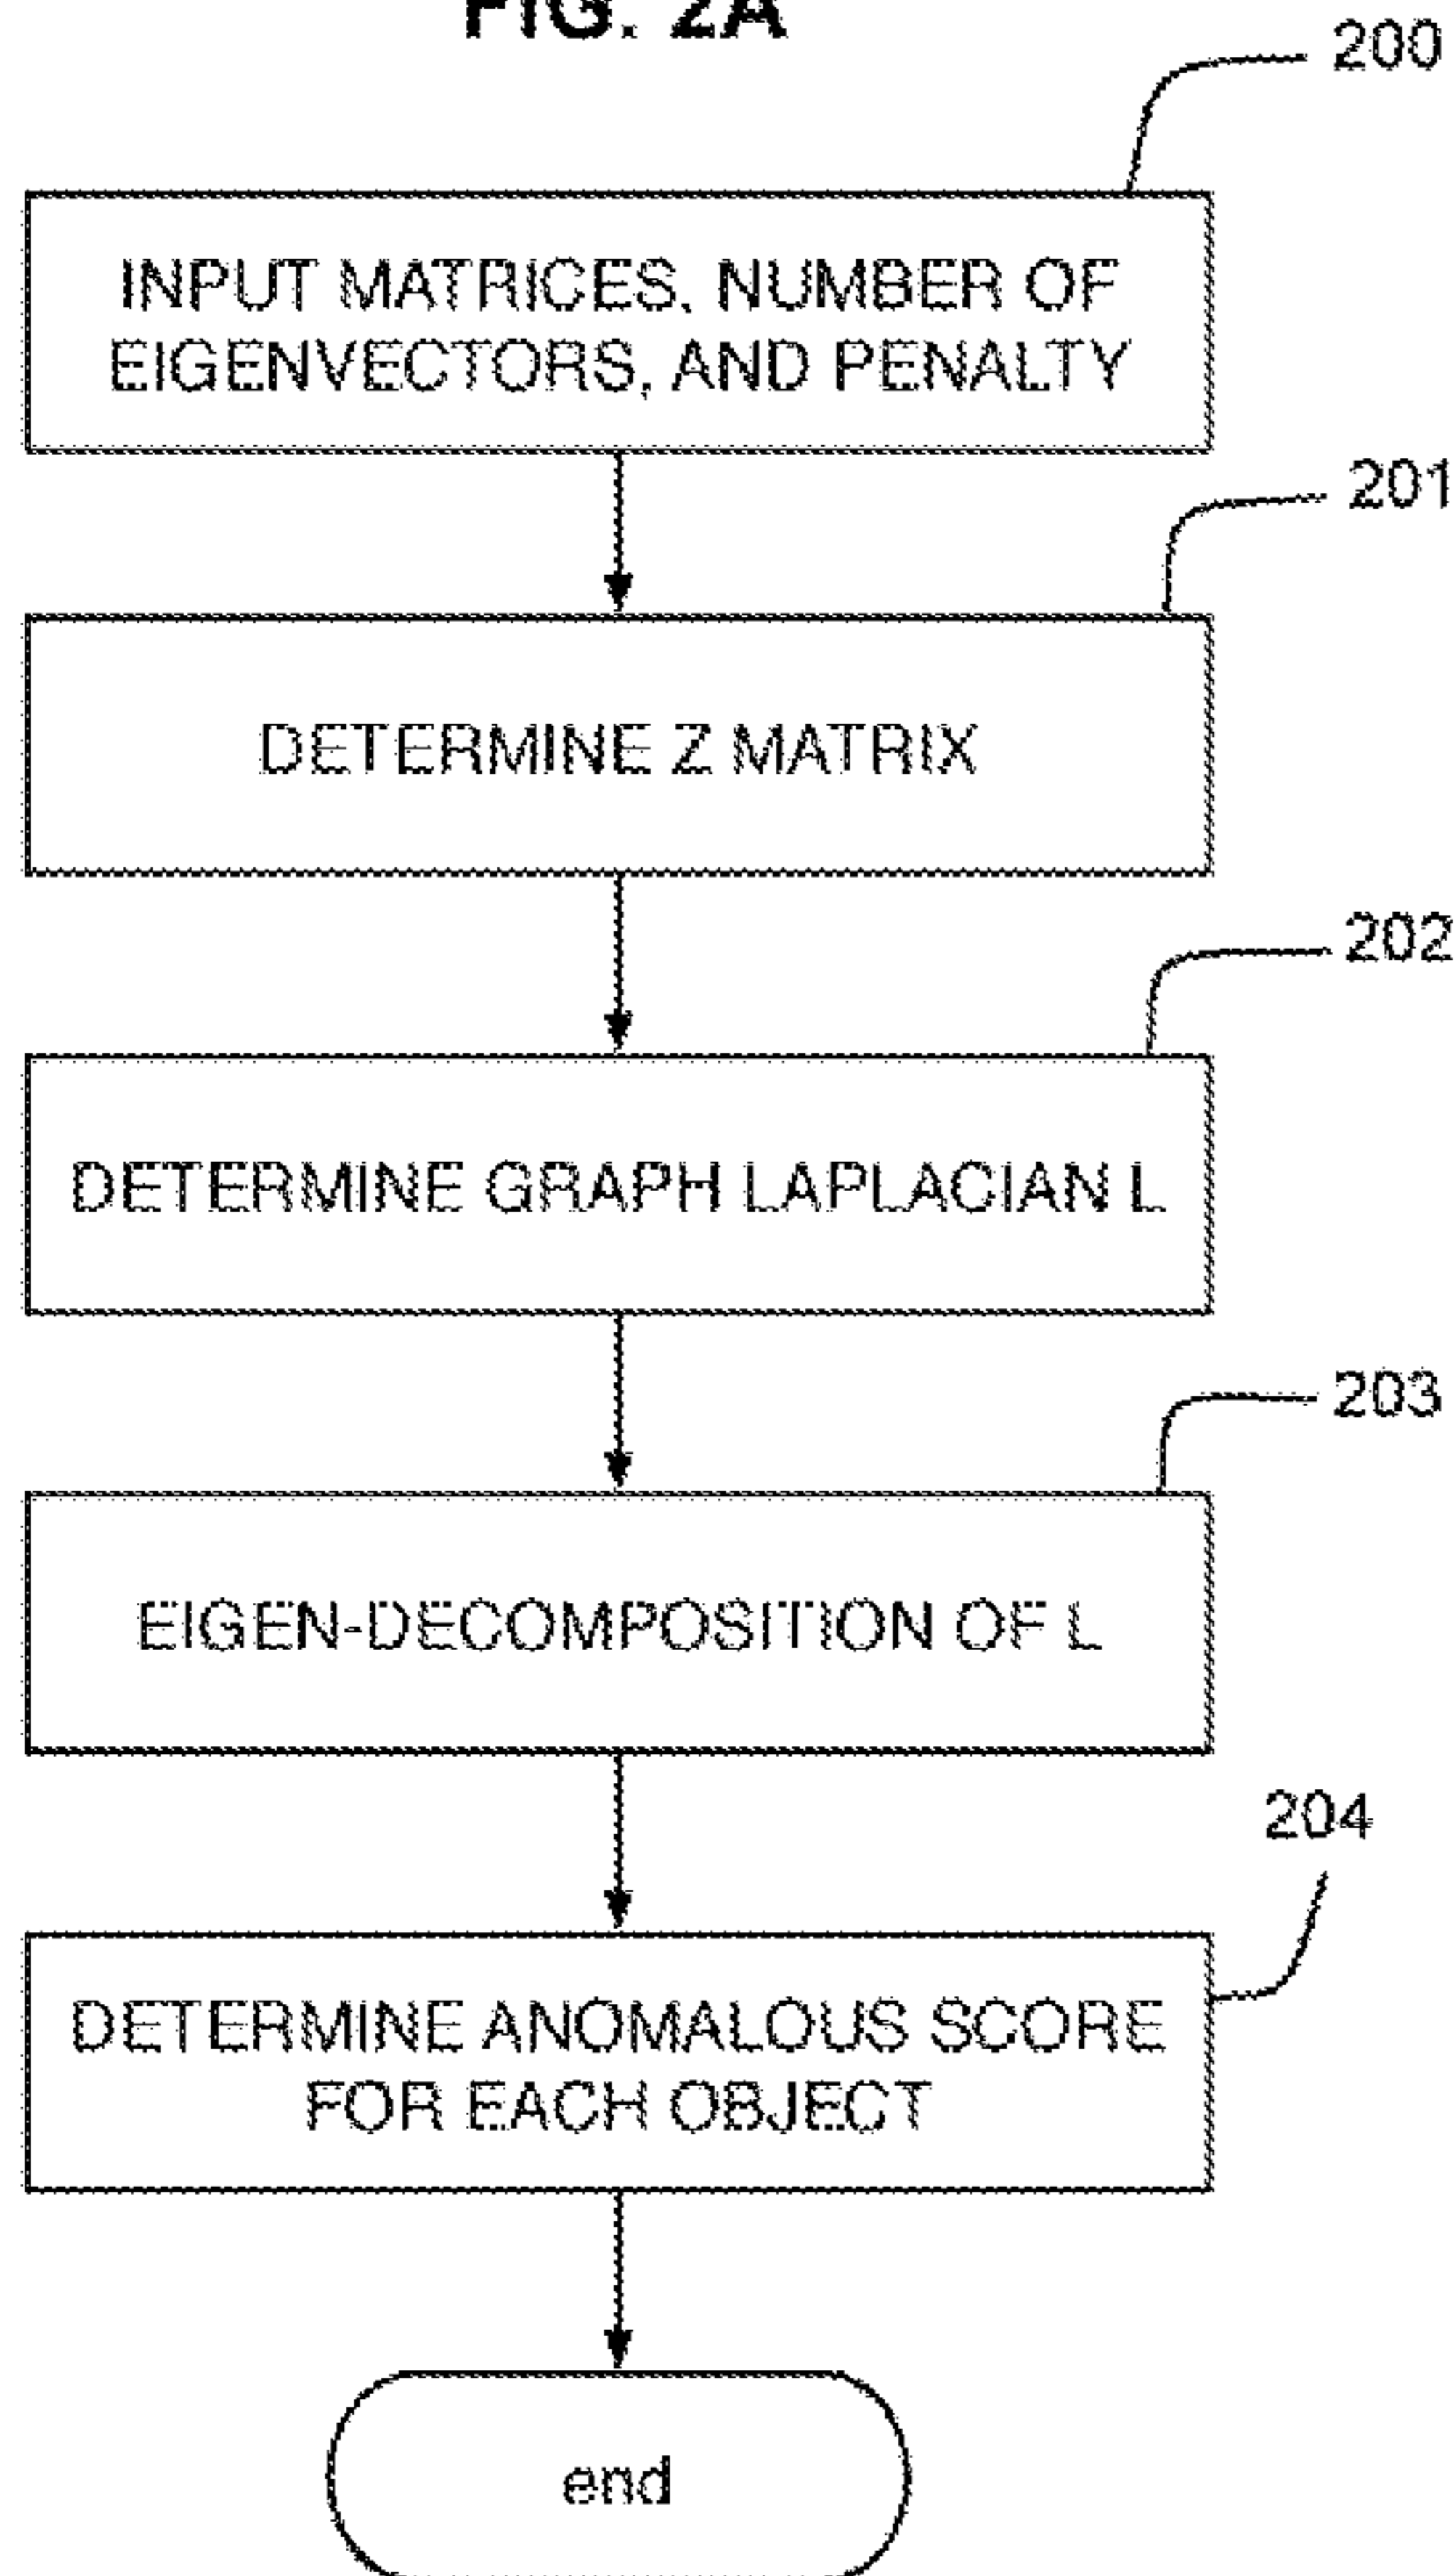 FIG. 2A
200
INPUT MATRICES, NUMBER OF
EIGENVECTORS, AND PENALTY
201
DETERMINE Z MATRIX
202
DETERMINE GRAPH LAPLACIAN L
203
EIGEN-DECOMPOSITION OF L
204
DETERMINE ANOMALOUS SCORE
FOR EACH OBJECT
end